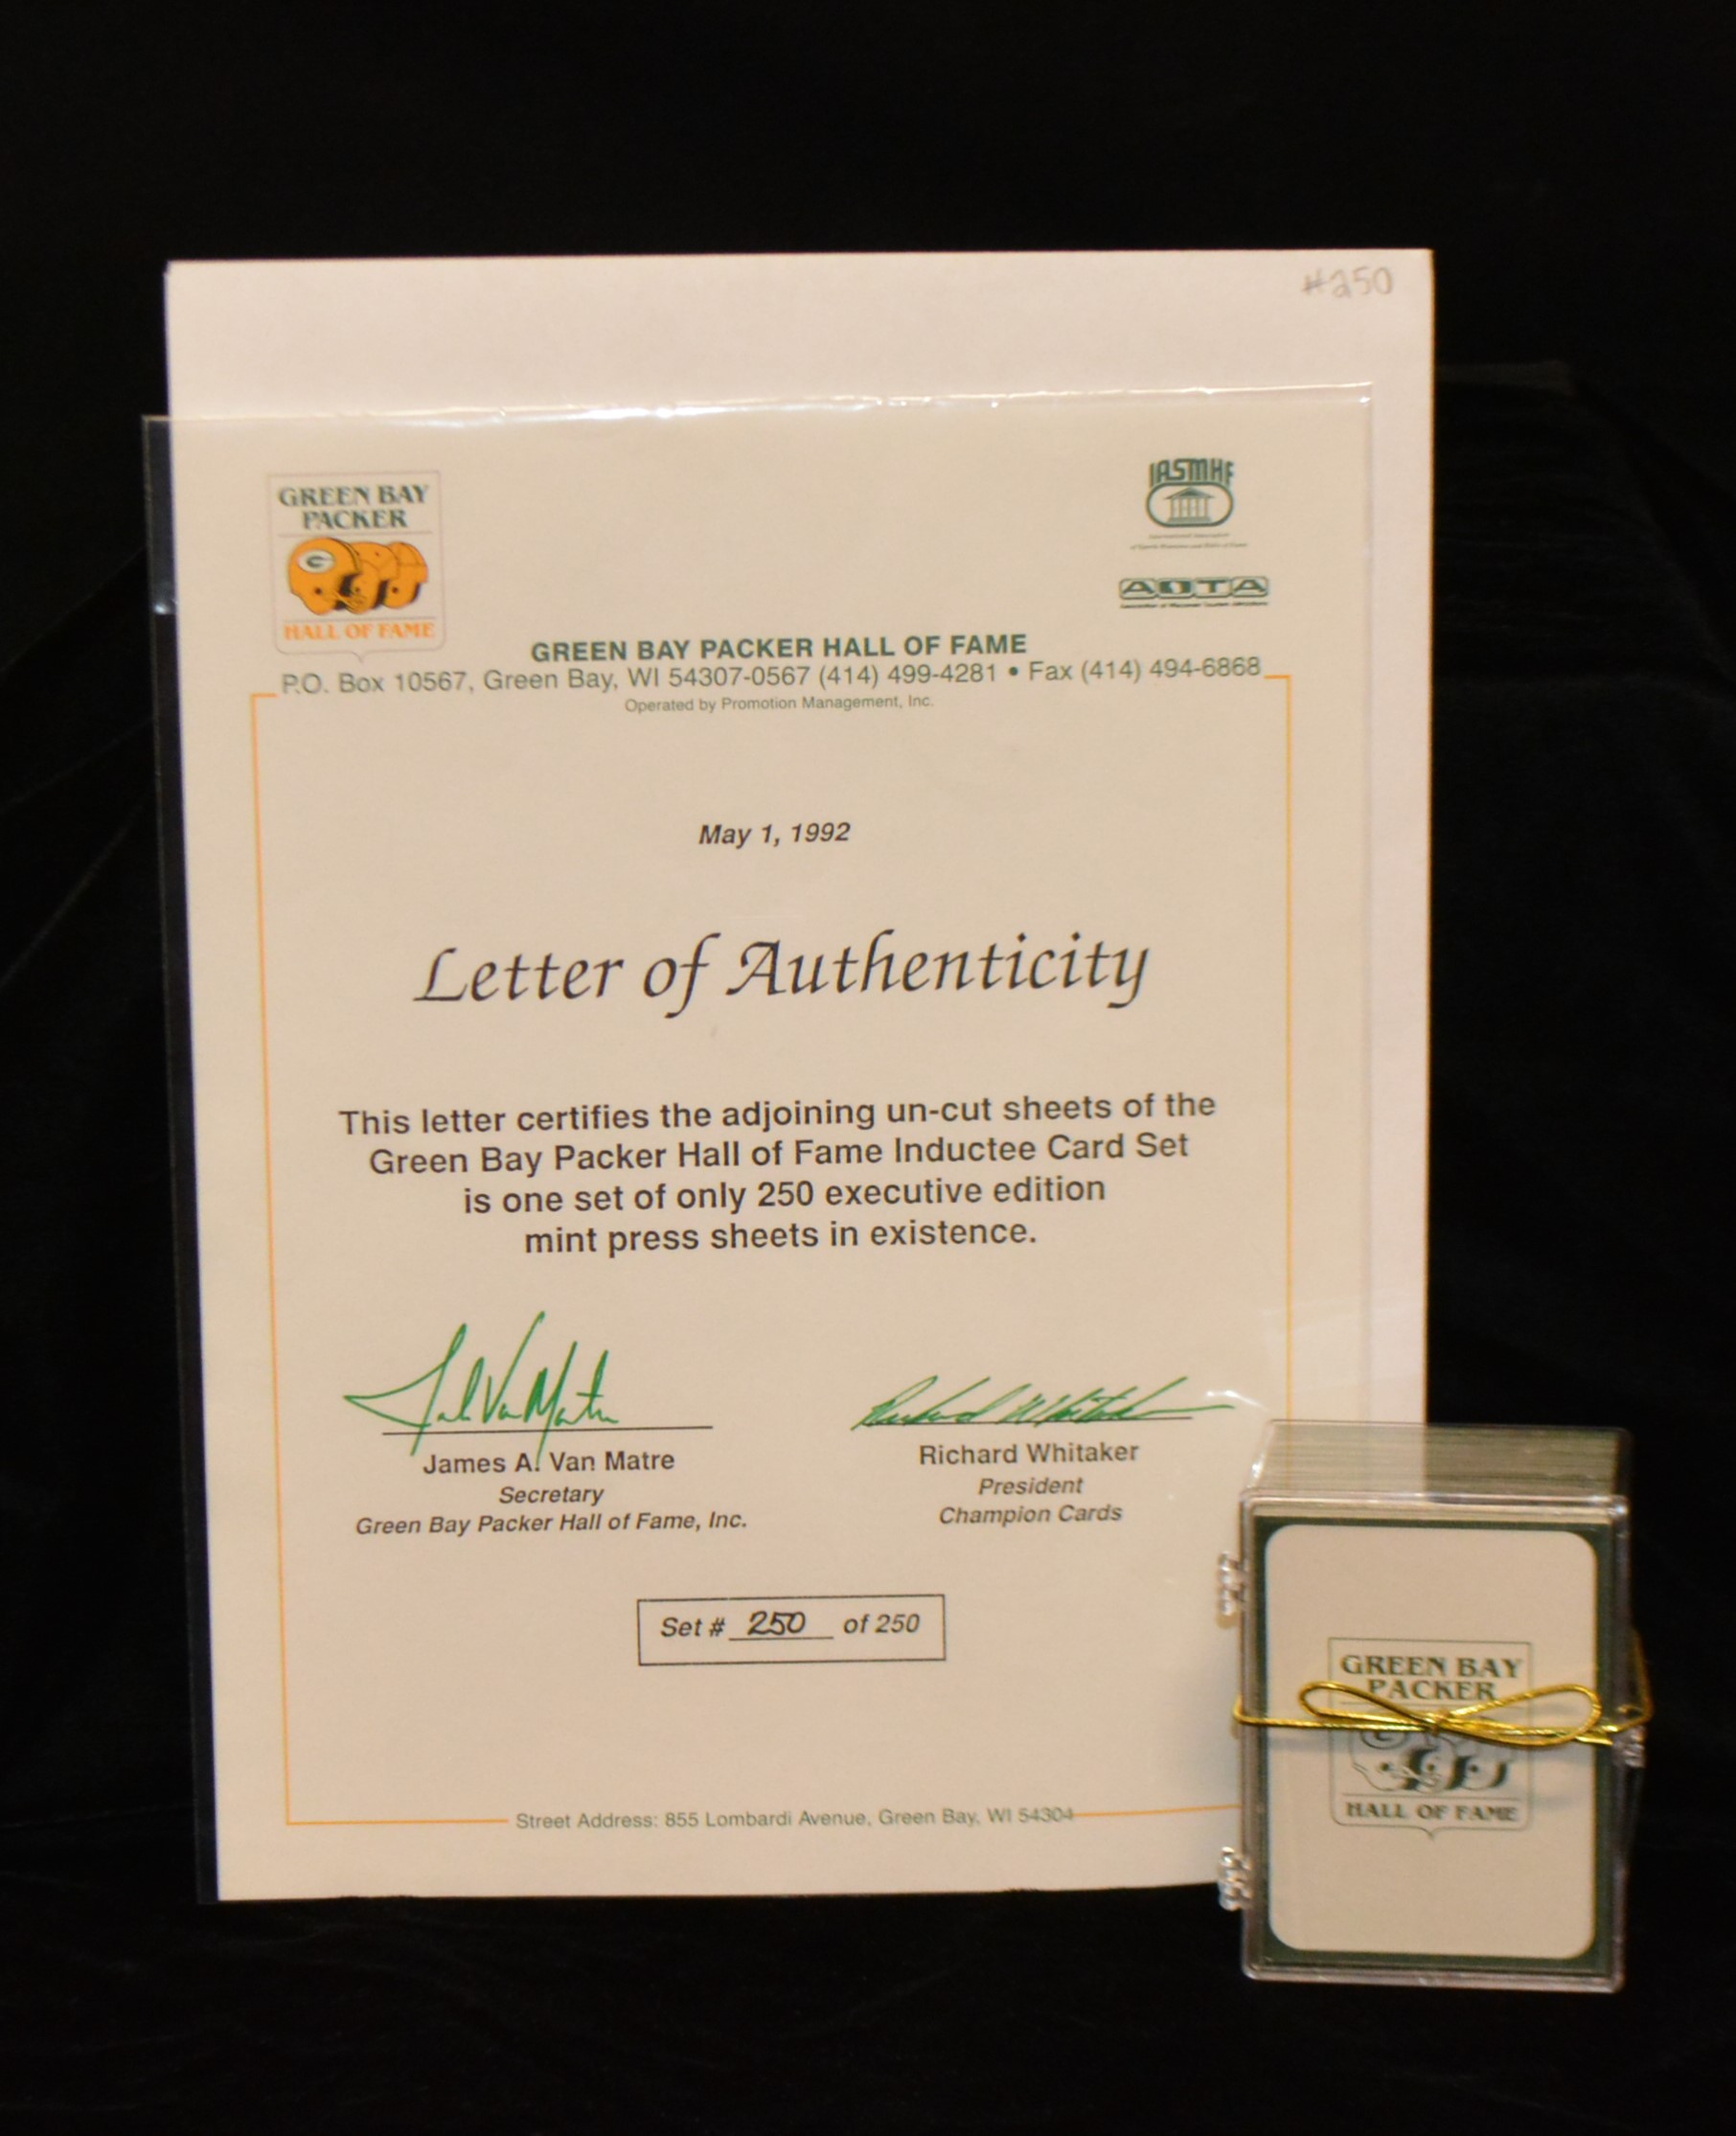 #250
GREEN BAY
PACKER
HALL OF FAME
IASMHF
GREEN BAY PACKER HALL OF FAME
P.O. Box 10567, Green Bay, WI 54307-0567 (414) 499-4281 • Fax (414) 494-6868
Operated by Promotion Management, Inc.
May 1, 1992
Letter of Authenticity
This letter certifies the adjoining un-cut sheets of the
Green Bay Packer Hall of Fame Inductee Card Set
is one set of only 250 executive edition
mint press sheets in existence.
James A. Van Matre
Secretary
Green Bay Packer Hall of Fame, Inc.
Richard Whitaker
President
Champion Cards
Set # 250 of 250
Street Address: 855 Lombardi Avenue, Green Bay, WI 54304
GREEN BAY
PACKER
HALL OF FAME